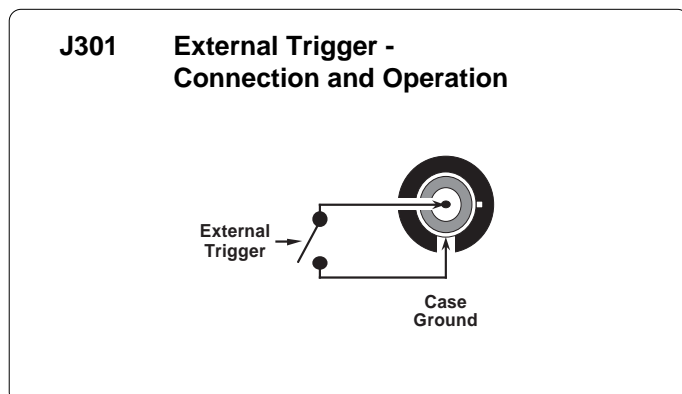 J301 External Trigger -
Connection and Operation
External
Trigger
Case
Ground